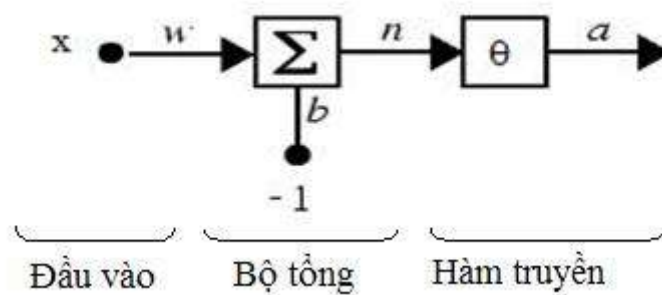 x w Σ n θ a
b
- 1
Đầu vào Bộ tổng Hàm truyền